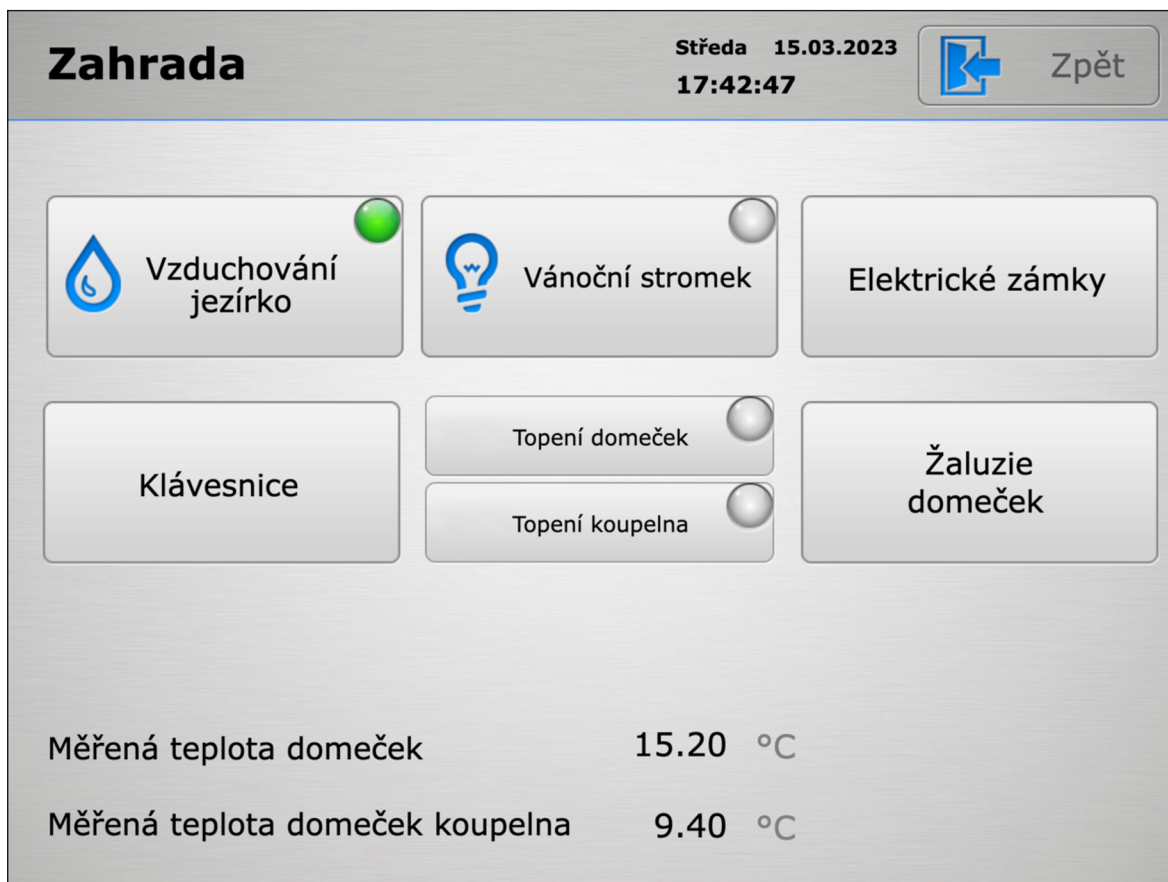 Zahrada
Středa 15.03.2023
17:42:47
Zpět
Vzduchování
jezírko
Vánoční stromek
Elektrické zámky
Klávesnice
Topení domeček
Topení koupelna
Žaluzie
domeček
Měřená teplota domeček 15.20 °C
Měřená teplota domeček koupelna 9.40 °C